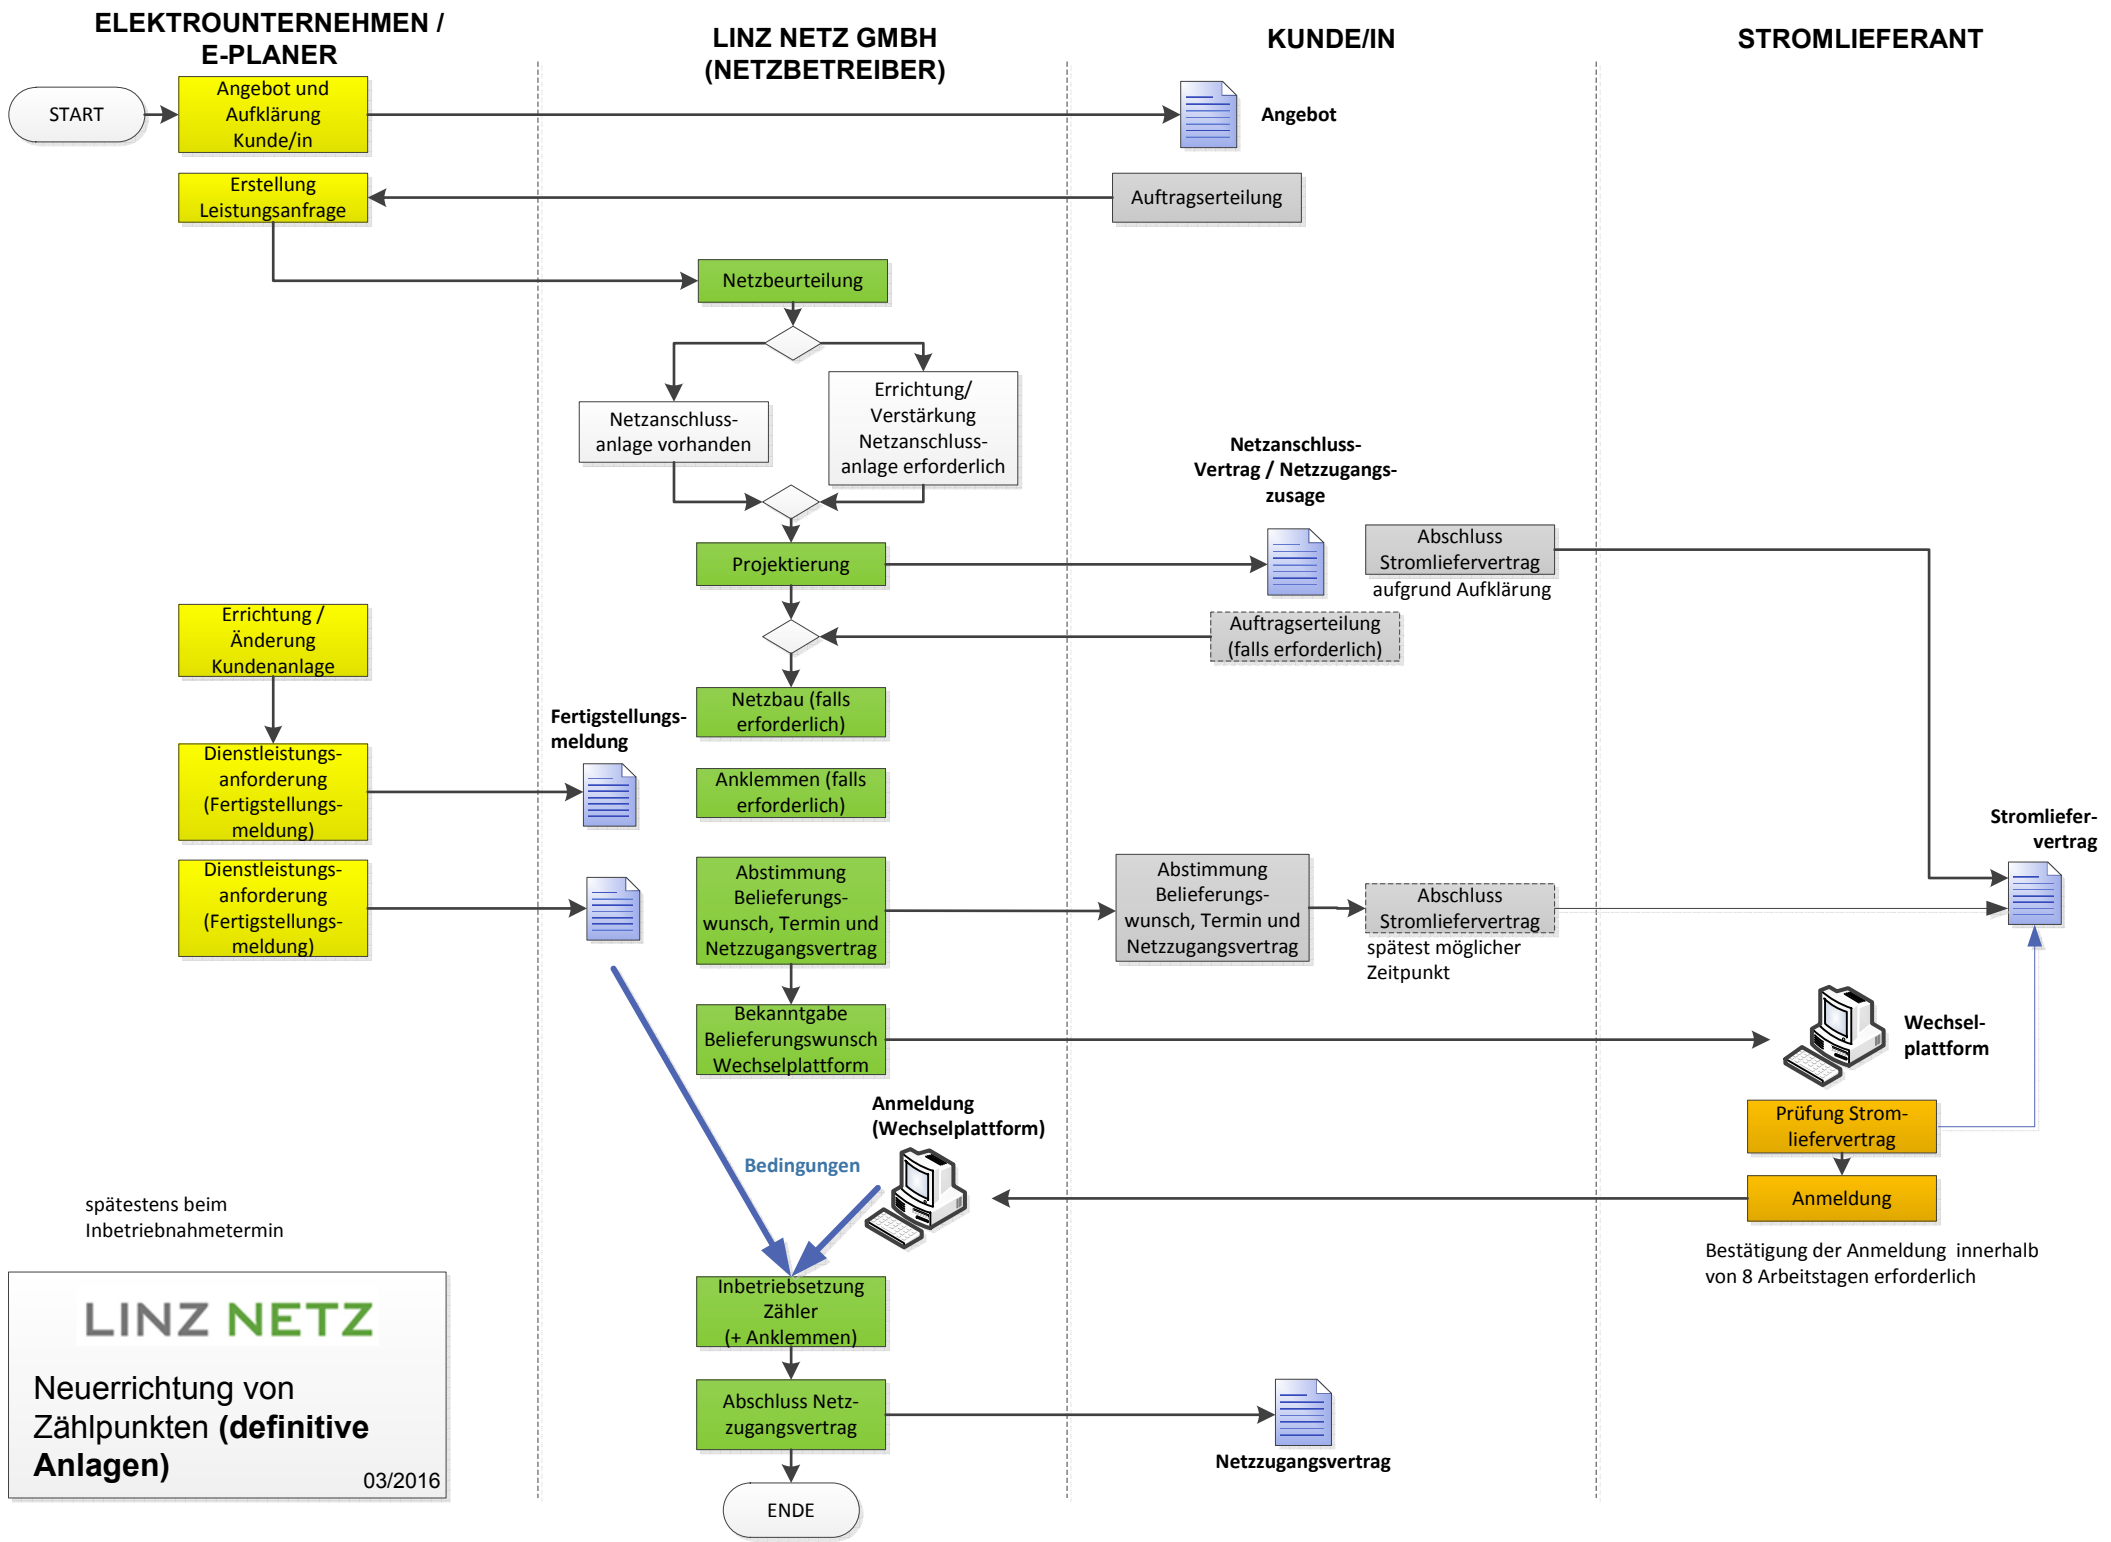 ELEKTROUNTERNEHMEN /
E-PLANER
LINZ NETZ GMBH
(NETZBETREIBER)
KUNDE/IN
STROMLIEFERANT
START
Angebot und
Aufklärung
Kunde/in
Angebot
Erstellung
Leistungsanfrage
Auftragserteilung
Netzbeurteilung
Netzanschluss-
anlage vorhanden
Errichtung/
Verstärkung
Netzanschluss-
anlage erforderlich
Netzanschluss-
Vertrag / Netzzugangs-
zusage
Projektierung
Abschluss
Stromliefervertrag
aufgrund Aufklärung
Errichtung /
Änderung
Kundenanlage
Auftragserteilung
(falls erforderlich)
Netzbau (falls
erforderlich)
Fertigstellungs-
meldung
Dienstleistungs-
anforderung
(Fertigstellungs-
meldung)
Anklemmen (falls
erforderlich)
Stromliefer-
vertrag
Dienstleistungs-
anforderung
(Fertigstellungs-
meldung)
Abstimmung
Belieferungs-
wunsch, Termin und
Netzzugangsvertrag
Abstimmung
Belieferungs-
wunsch, Termin und
Netzzugangsvertrag
Abschluss
Stromliefervertrag
spätest möglicher
Zeitpunkt
Bekanntgabe
Belieferungswunsch
Wechselplattform
Wechsel-
plattform
Anmeldung
(Wechselplattform)
Prüfung Strom-
liefervertrag
Bedingungen
Anmeldung
spätestens beim
Inbetriebnahmetermin
Bestätigung der Anmeldung innerhalb
von 8 Arbeitstagen erforderlich
Inbetriebsetzung
Zähler
(+ Anklemmen)
LINZ NETZ
Neuerrichtung von
Zählpunkten (definitive
Anlagen)
03/2016
Abschluss Netz-
zugangsvertrag
Netzzugangsvertrag
ENDE